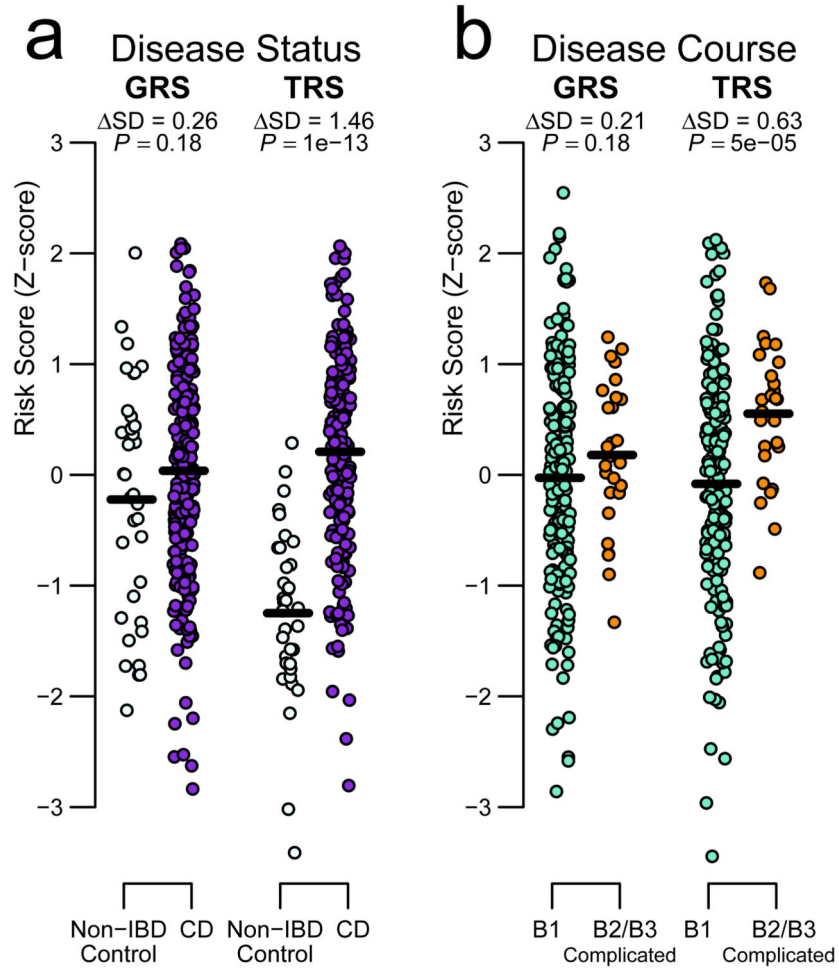 a Disease Status
GRS TRS
ΔSD = 0.26 ΔSD = 1.46
P = 0.18 P = 1e−13
Risk Score (Z−score)
3
2
1
0
−1
−2
−3
Non−IBD CD Non−IBD CD
Control Control
b Disease Course
GRS TRS
ΔSD = 0.21 ΔSD = 0.63
P = 0.18 P = 5e−05
Risk Score (Z−score)
3
2
1
0
−1
−2
−3
B1 B2/B3 B1 B2/B3
Complicated Complicated